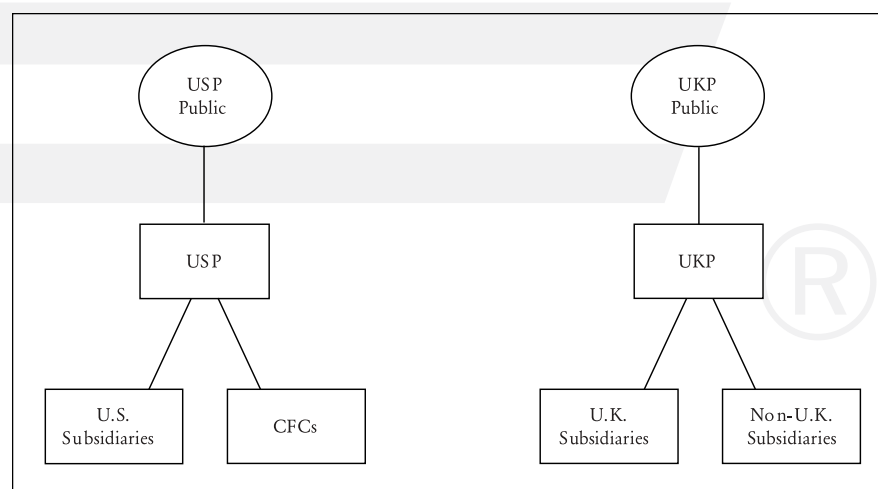 USP
Public
UKP
Public
USP
UKP
U.S.
Subsidiaries
CFCs
U.K.
Subsidiaries
Non-U.K.
Subsidiaries
®